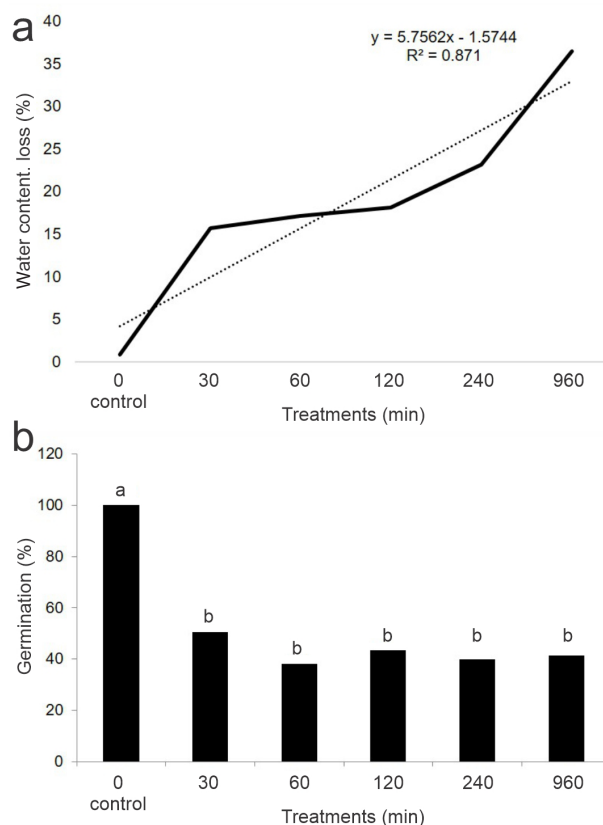 a
y = 5.7562x - 1.5744
R² = 0.871
Water content. loss (%)
40
35
30
25
20
15
10
5
0
0 30 60 120 240 960
control
Treatments (min)
b
Germination (%)
120
100
80
60
40
20
0
a b b b b b
0 30 60 120 240 960
control
Treatments (min)